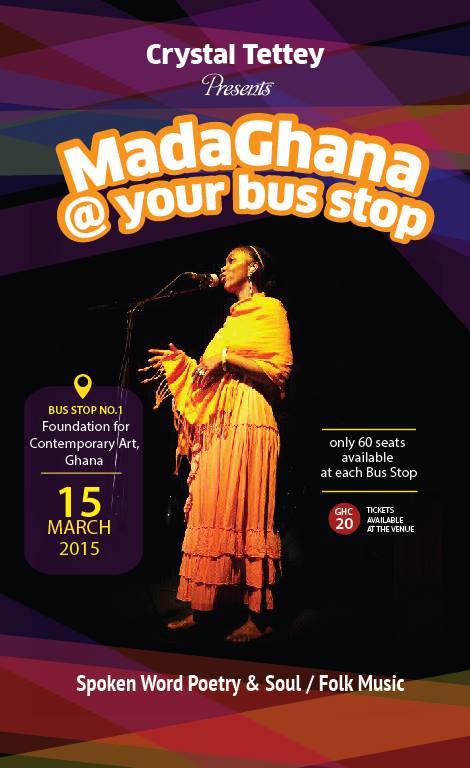 Crystal Tettey
Presents
MadaGhana
@ your bus stop
BUS STOP NO.1
Foundation for
Contemporary Art,
Ghana
15
MARCH
2015
only 60 seats
available
at each Bus Stop
GHC
20
TICKETS
AVAILABLE
AT THE VENUE
Spoken Word Poetry & Soul / Folk Music